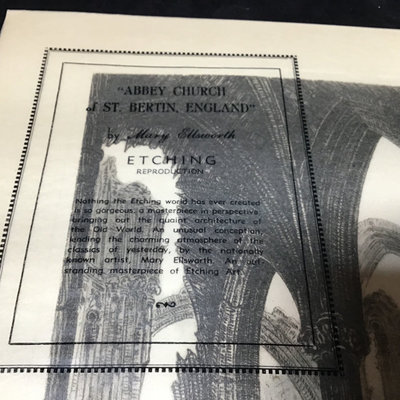 "ABBEY CHURCH
of ST. BERTIN, ENGLAND"
by Mary Ellsworth
ETCHING
REPRODUCTION
Nothing the Etching world has ever created
is so gorgeous, a masterpiece in perspective
bringing out the quaint architecture of
the Old World. An unusual conception,
lending the charming atmosphere of the
classics of yesterday, by the nationally
known artist, Mary Ellsworth. An out-
standing masterpiece of Etching Art.